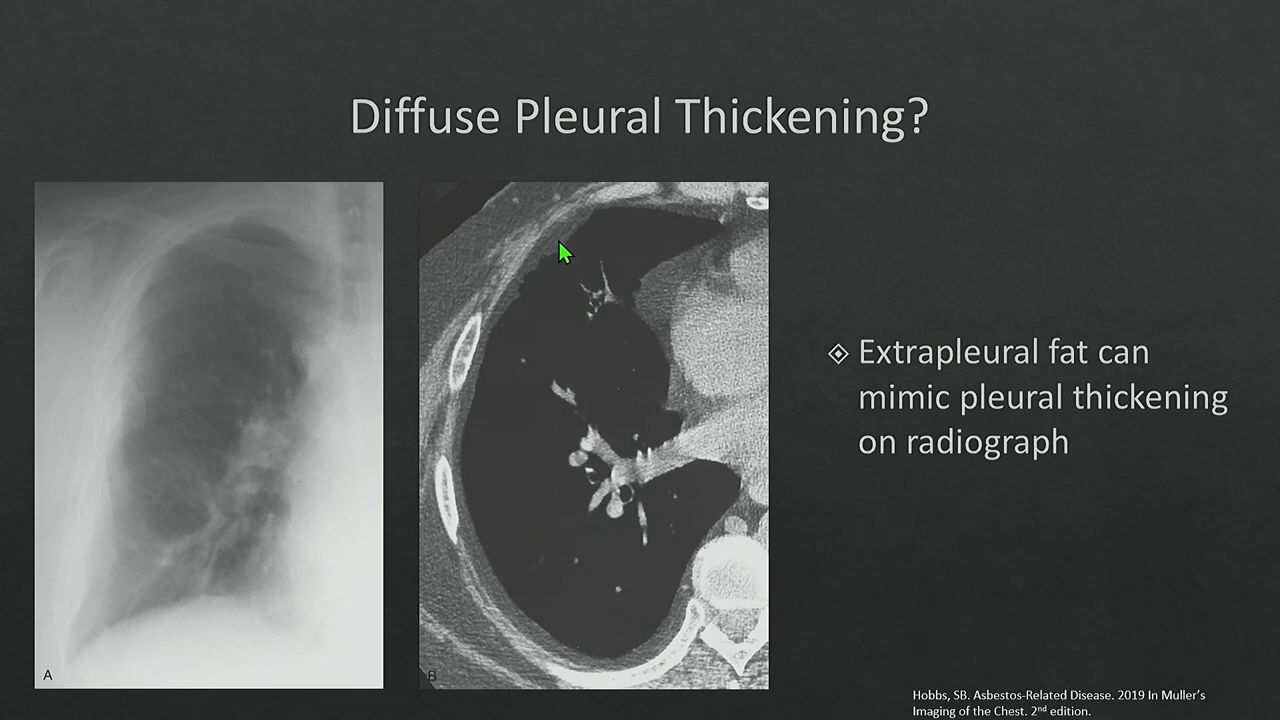 Diffuse Pleural Thickening?
Extrapleural fat can
mimic pleural thickening
on radiograph
A
B
Hobbs, SB. Asbestos-Related Disease. 2019 In Muller's
Imaging of the Chest. 2nd edition.